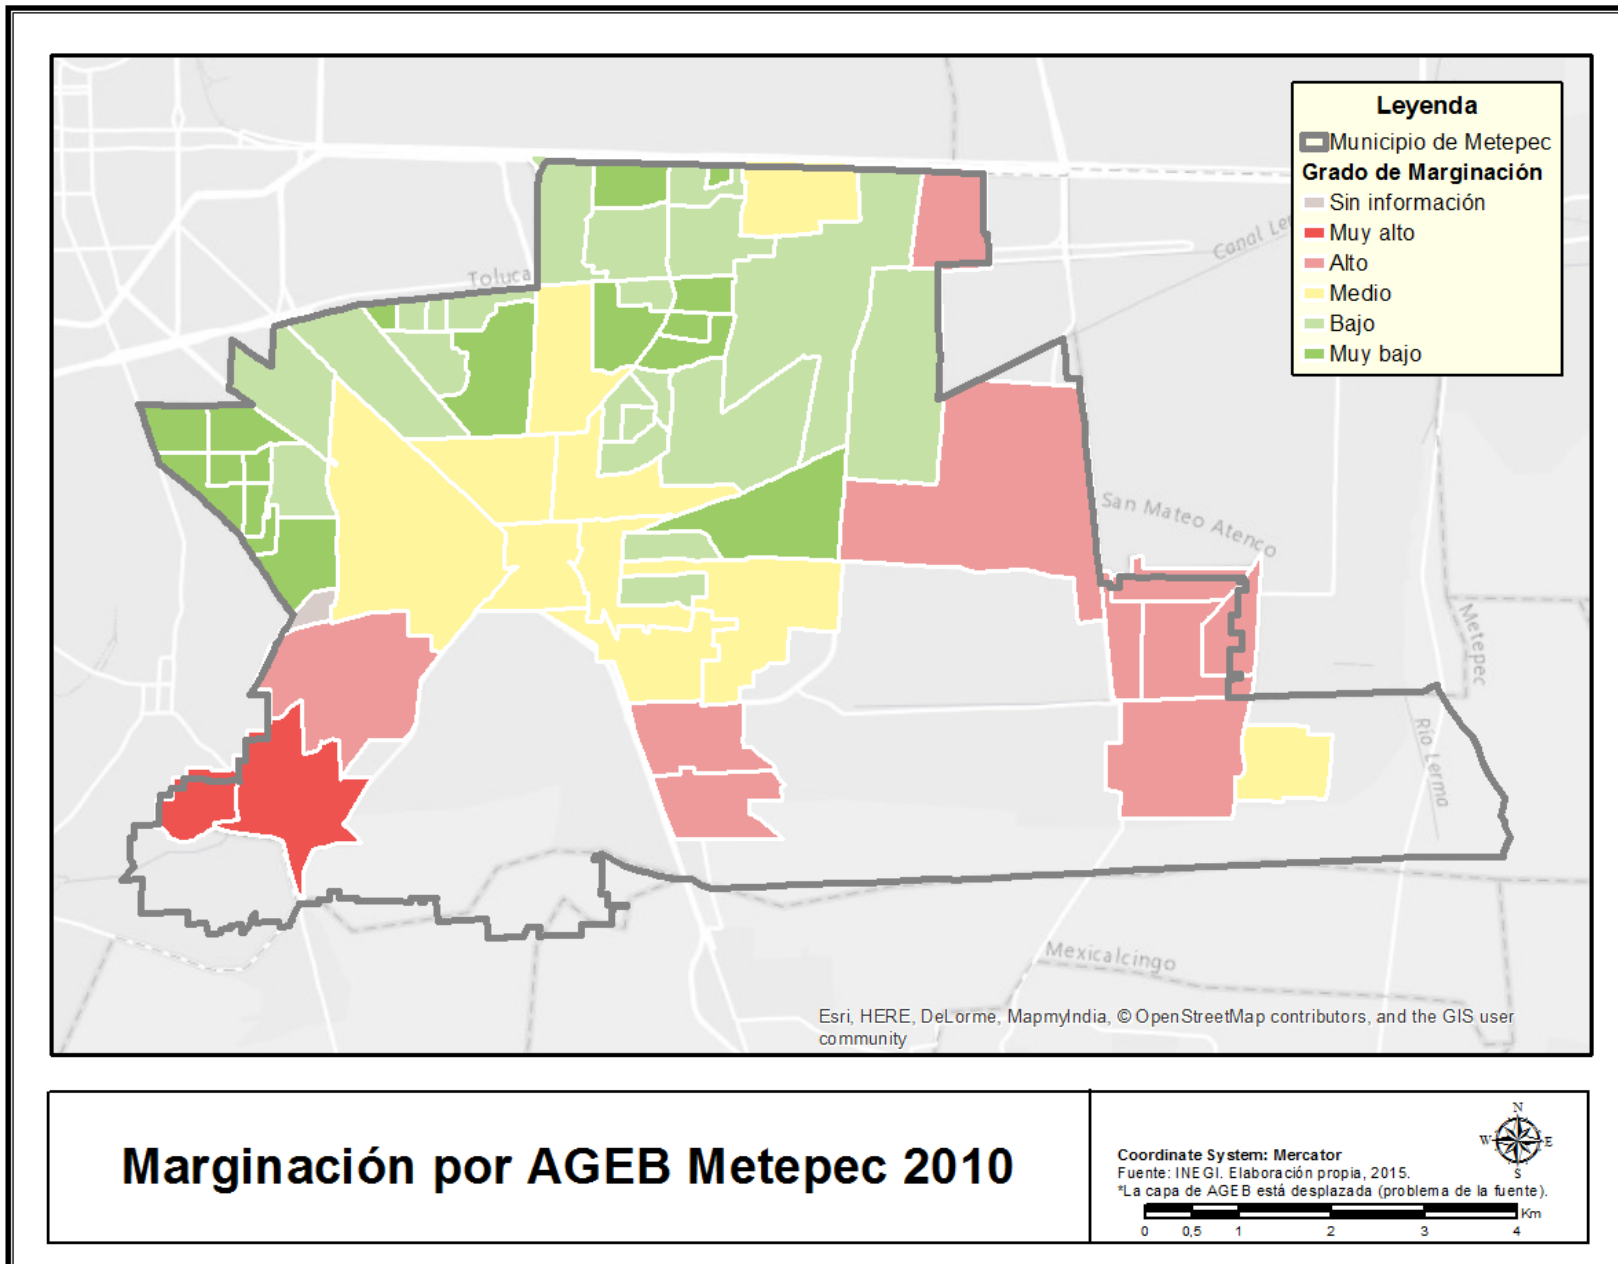 Leyenda
Municipio de Metepec
Grado de Marginación
Sin información
Muy alto
Alto
Medio
Bajo
Muy bajo
Toluca
San Mateo Atenco
Metepec
Río Lerma
Mexicalcingo
Esri, HERE, DeLorme, MapmyIndia, © OpenStreetMap contributors, and the GIS user
community
Marginación por AGEB Metepec 2010
N
W E
S
Coordinate System: Mercator
Fuente: INEGI. Elaboración propia, 2015.
*La capa de AGEB está desplazada (problema de la fuente).
Km
0 0,5 1 2 3 4